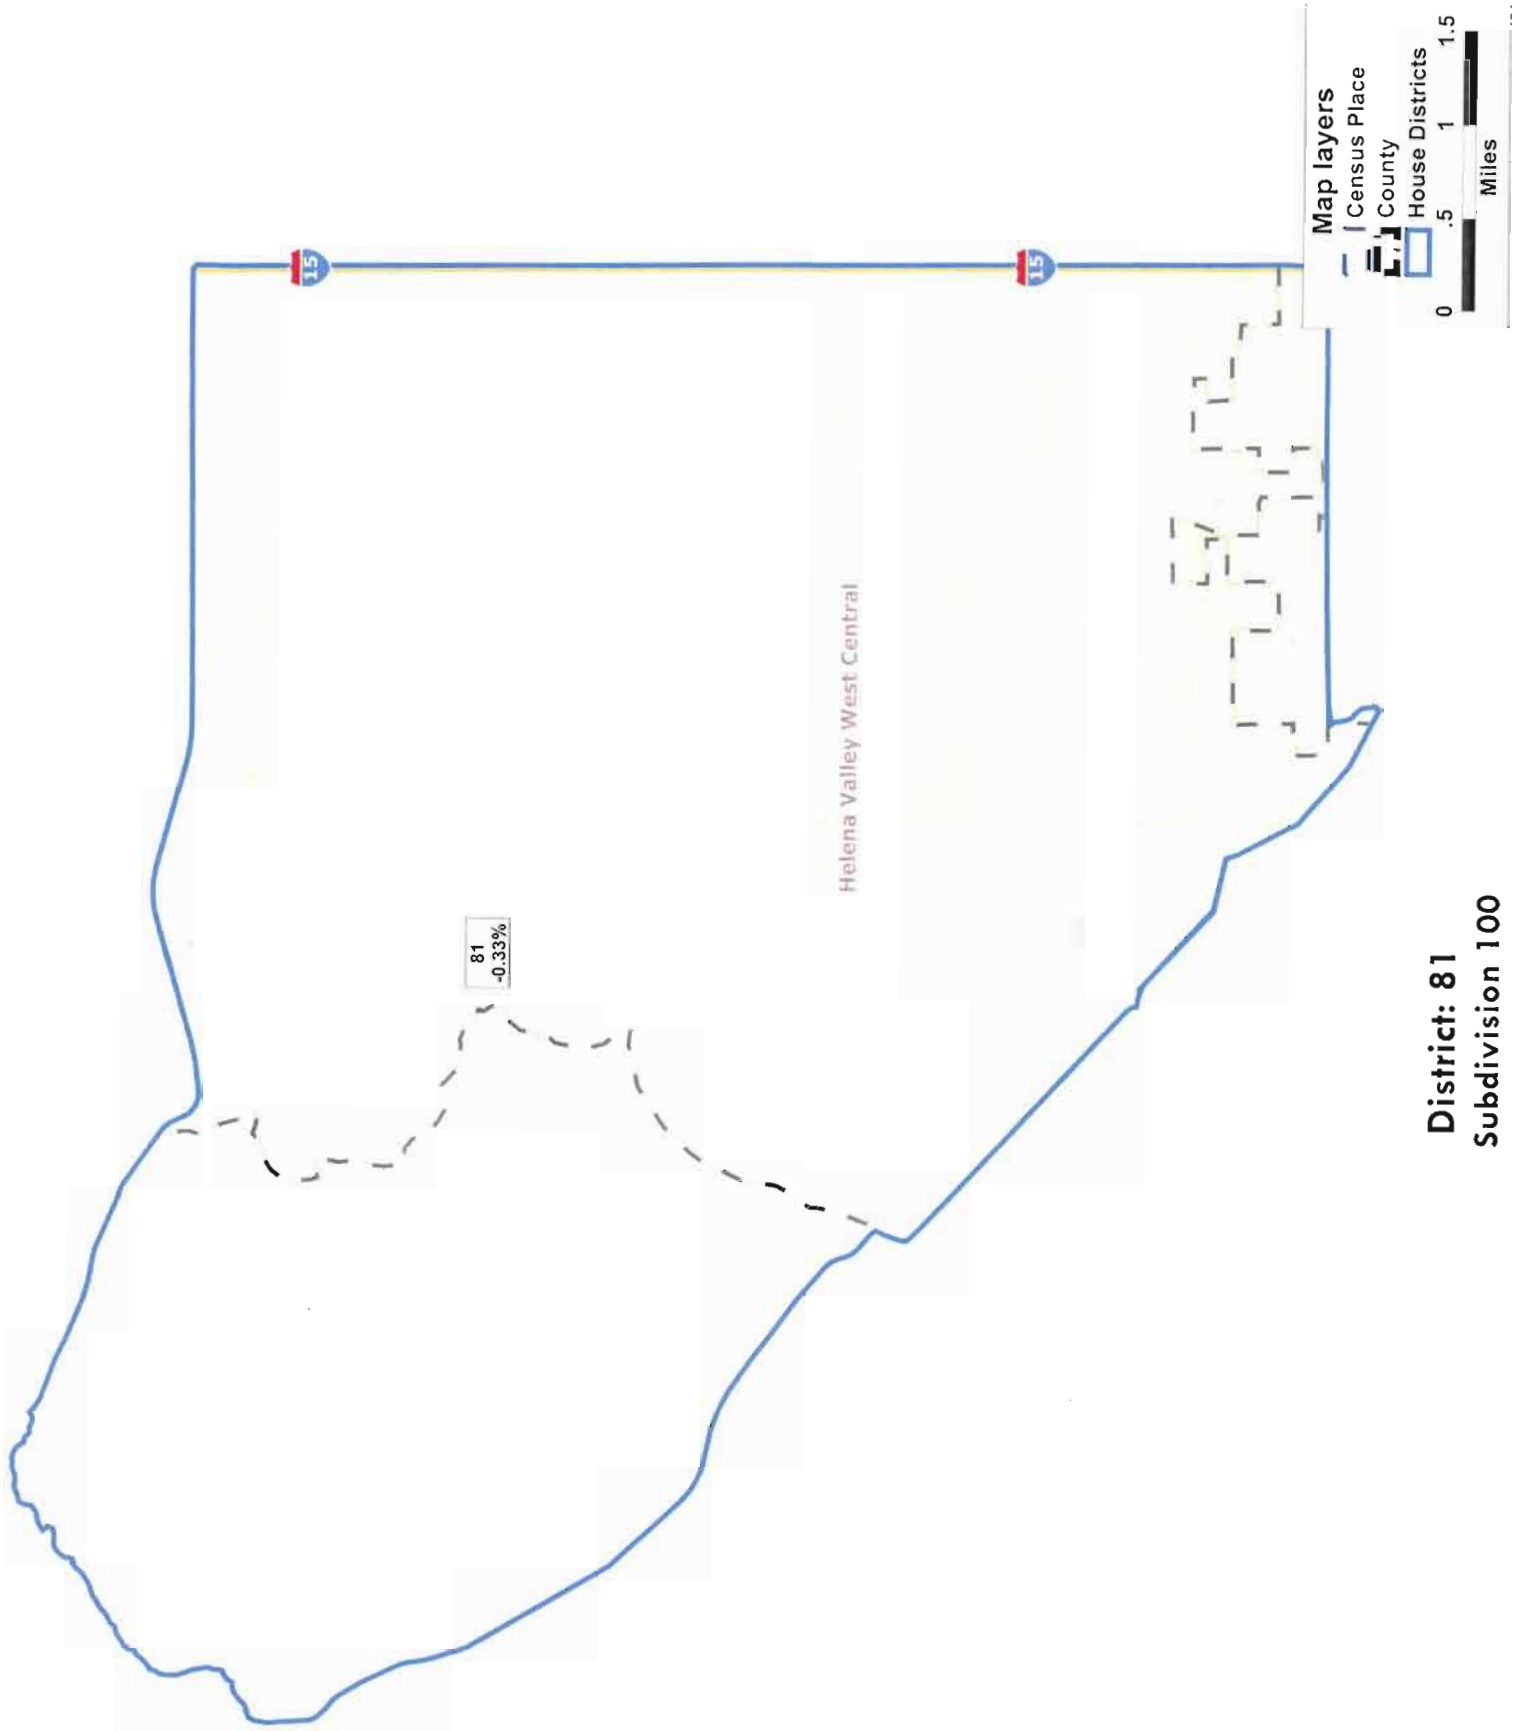 15
15
81
-0.33%
Helena Valley West Central
Map layers
Census Place
County
House Districts
0 .5 1 1.5
Miles
District: 81
Subdivision 100